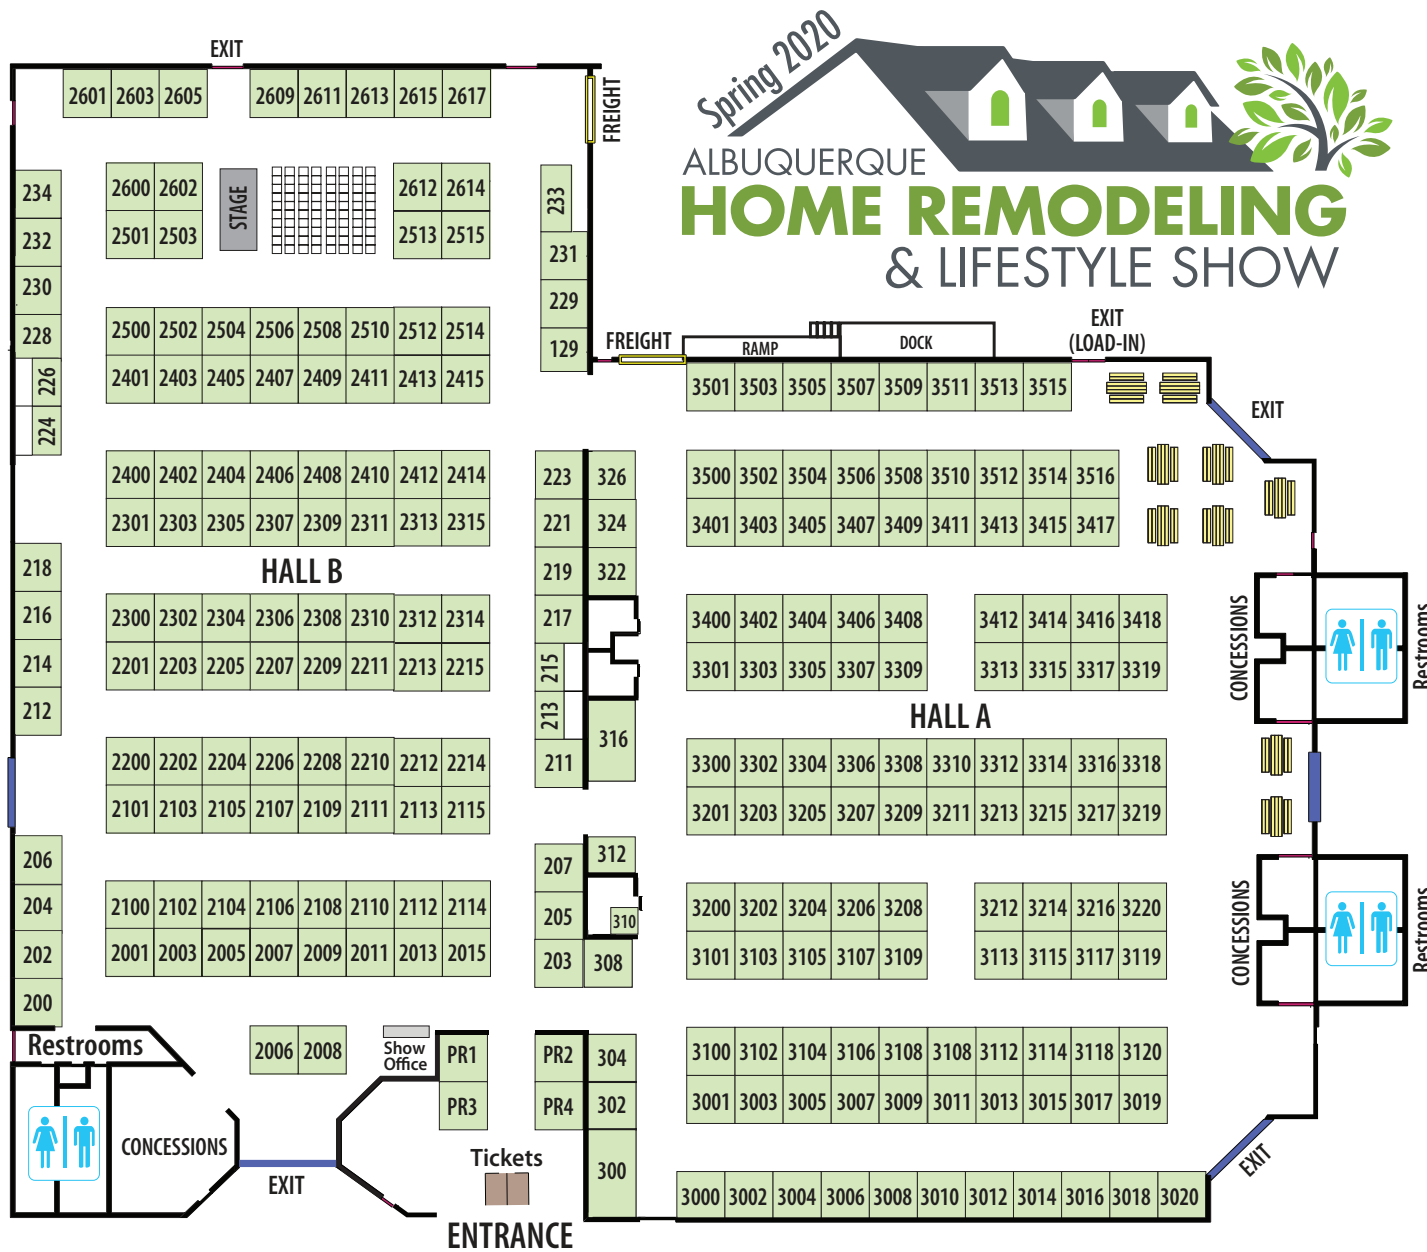 Spring 2020
ALBUQUERQUE
HOME REMODELING
& LIFESTYLE SHOW
EXIT
2601 2603 2605 2609 2611 2613 2615 2617
FREIGHT
234 232 230 228 226 224
2600 2602
2501 2503
STAGE
2612 2614
2513 2515
233 231 229 129
2500 2502 2504 2506 2508 2510 2512 2514
2401 2403 2405 2407 2409 2411 2413 2415
2400 2402 2404 2406 2408 2410 2412 2414
2301 2303 2305 2307 2309 2311 2313 2315
HALL B
218 216 214 212
2300 2302 2304 2306 2308 2310 2312 2314
2201 2203 2205 2207 2209 2211 2213 2215
2200 2202 2204 2206 2208 2210 2212 2214
2101 2103 2105 2107 2109 2111 2113 2115
206 204 202 200
2100 2102 2104 2106 2108 2110 2112 2114
2001 2003 2005 2007 2009 2011 2013 2015
2006 2008
Show
Office
Restrooms
CONCESSIONS
EXIT
PR1 PR2
PR3 PR4
Tickets
ENTRANCE
223 221 219 217 215 213 211
326 324 322 316
207 205 203
312 310 308
304 302 300
FREIGHT
RAMP
DOCK
EXIT
(LOAD-IN)
EXIT
3501 3503 3505 3507 3509 3511 3513 3515
3500 3502 3504 3506 3508 3510 3512 3514 3516
3401 3403 3405 3407 3409 3411 3413 3415 3417
3400 3402 3404 3406 3408 3412 3414 3416 3418
3301 3303 3305 3307 3309 3313 3315 3317 3319
HALL A
3300 3302 3304 3306 3308 3310 3312 3314 3316 3318
3201 3203 3205 3207 3209 3211 3213 3215 3217 3219
3200 3202 3204 3206 3208 3212 3214 3216 3220
3101 3103 3105 3107 3109 3113 3115 3117 3119
3100 3102 3104 3106 3108 3108 3112 3114 3118 3120
3001 3003 3005 3007 3009 3011 3013 3015 3017 3019
3000 3002 3004 3006 3008 3010 3012 3014 3016 3018 3020
CONCESSIONS
Restrooms
CONCESSIONS
Restrooms
EXIT